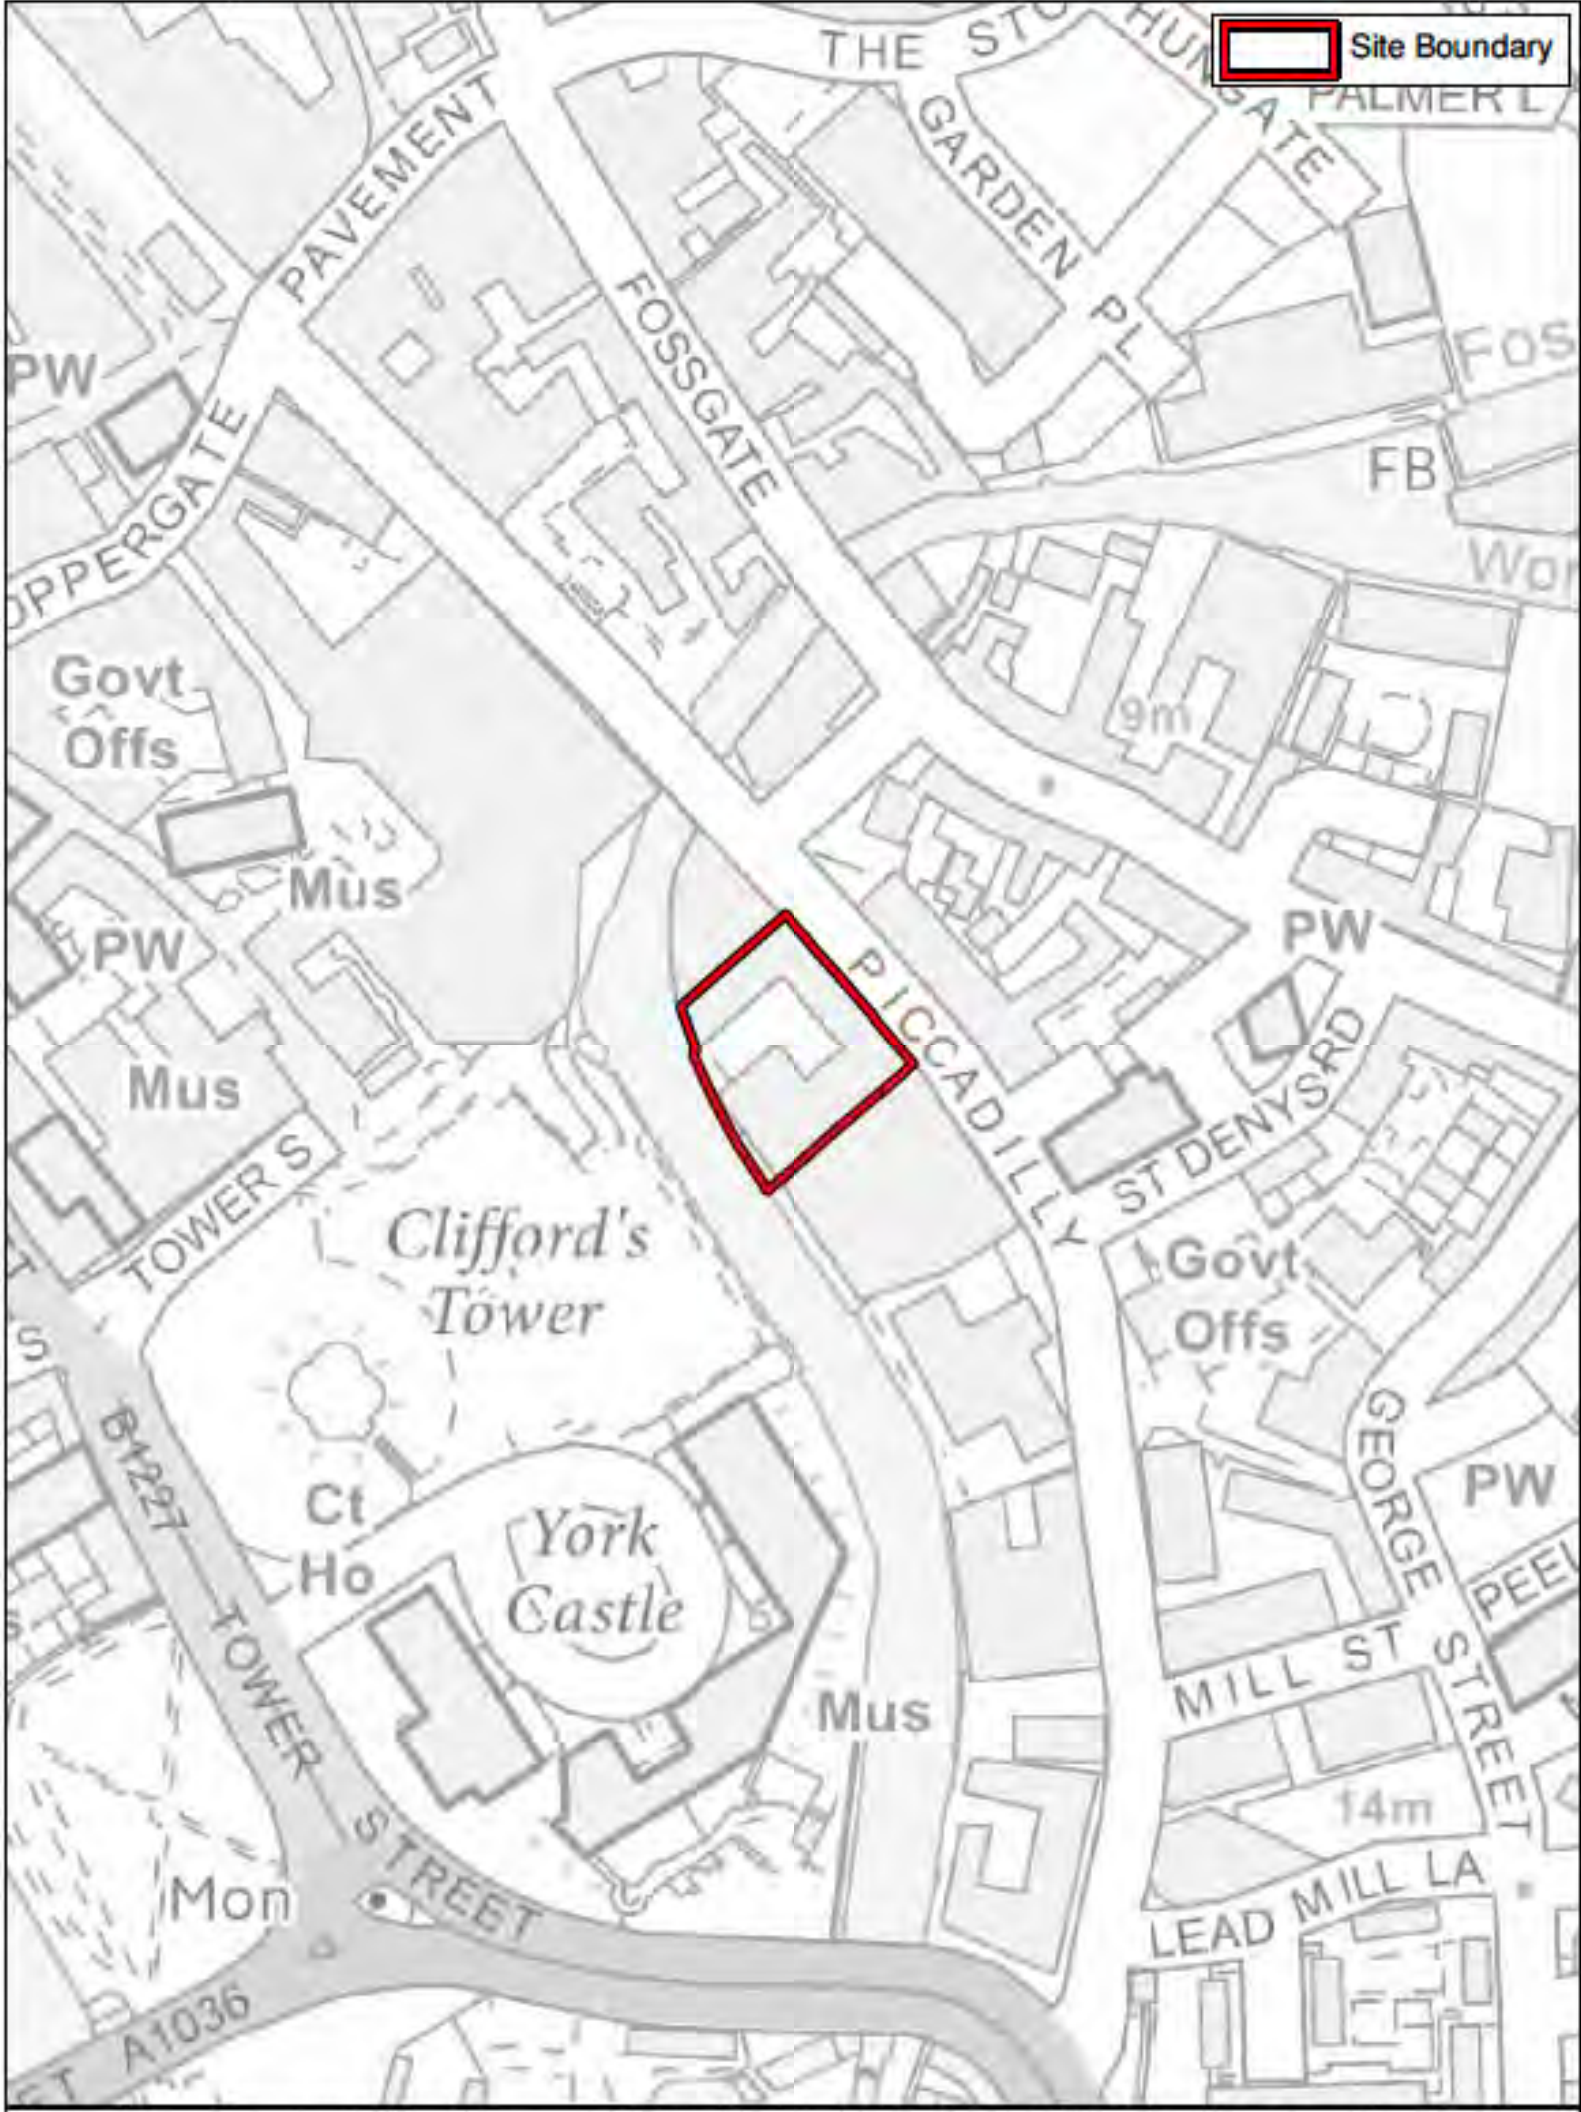 Site Boundary
THE STO
HUNGATE
PALMER L
PAVEMENT
GARDEN PL
FOSSGATE
Fos
PW
FB
OPPERGATE
Wor
Govt
Offs
9m
Mus
PW
PW
PICCADILLY
Mus
ST DENYS RD
TOWER S
Clifford's
Tower
Govt
Offs
S
B1227
GEORGE STREET
PW
Ct
Ho
York
Castle
5
PEEL
TOWER STREET
MILL ST
Mus
14m
Mon
LEAD MILL LA
A1036
ST